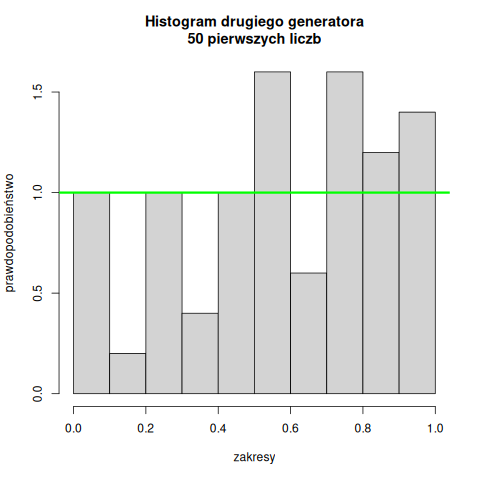 Histogram drugiego generatora
50 pierwszych liczb
prawdopodobieństwo
1.5
1.0
0.5
0.0
0.0 0.2 0.4 0.6 0.8 1.0
zakresy